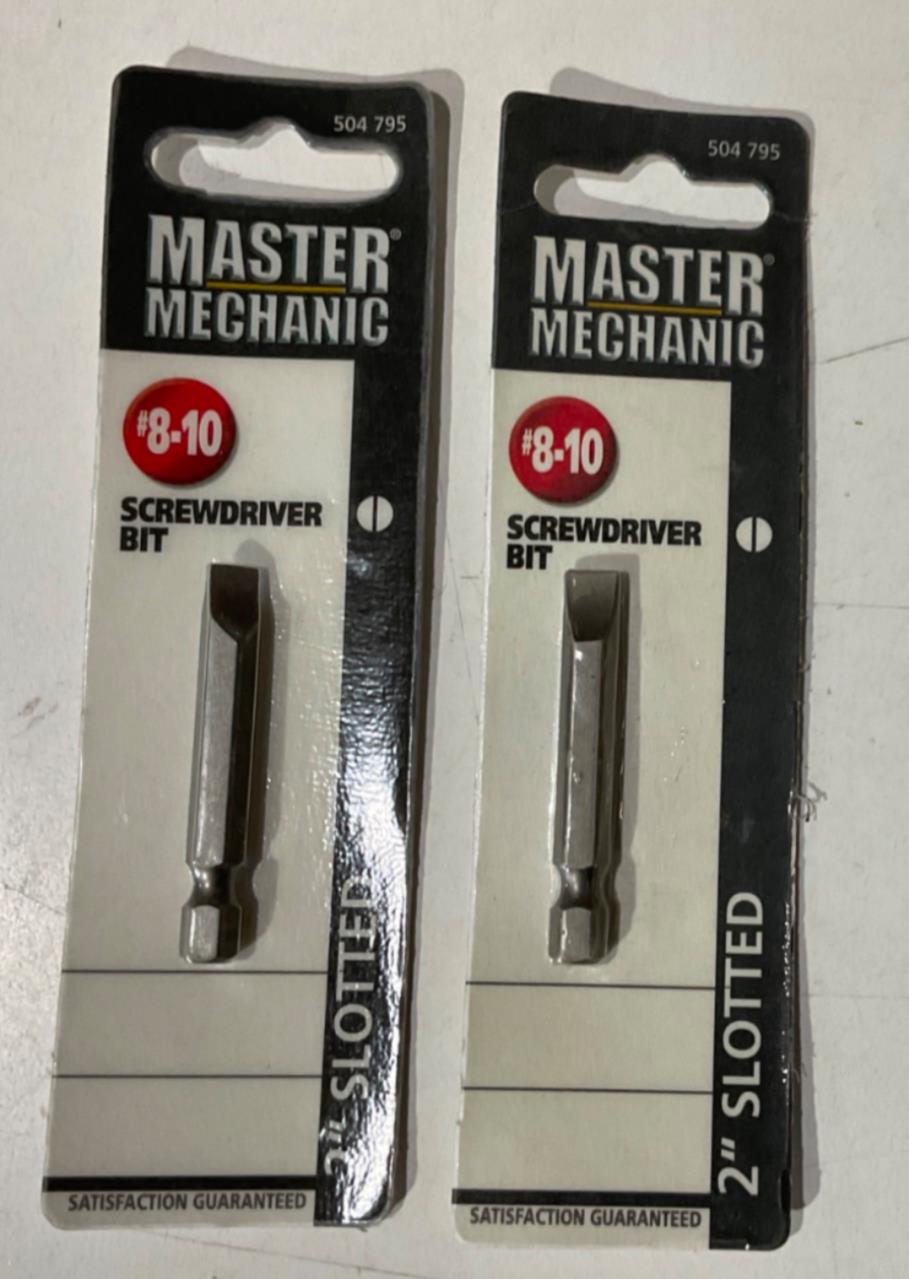 504 795
MASTER®
MECHANIC
#8-10
SCREWDRIVER
BIT
2" SLOTTED
SATISFACTION GUARANTEED
504 795
MASTER®
MECHANIC
#8-10
SCREWDRIVER
BIT
2" SLOTTED
SATISFACTION GUARANTEED